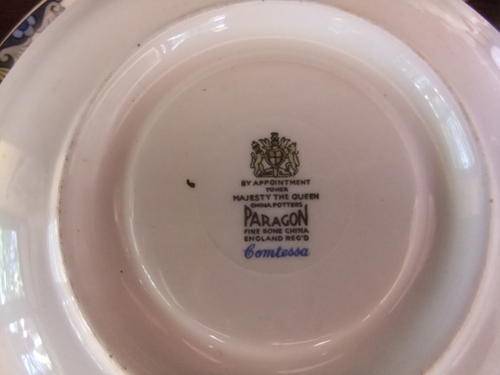 BY APPOINTMENT
TO HER
MAJESTY THE QUEEN
CHINA POTTERS
PARAGON
FINE BONE CHINA
ENGLAND REG'D
Comtessa